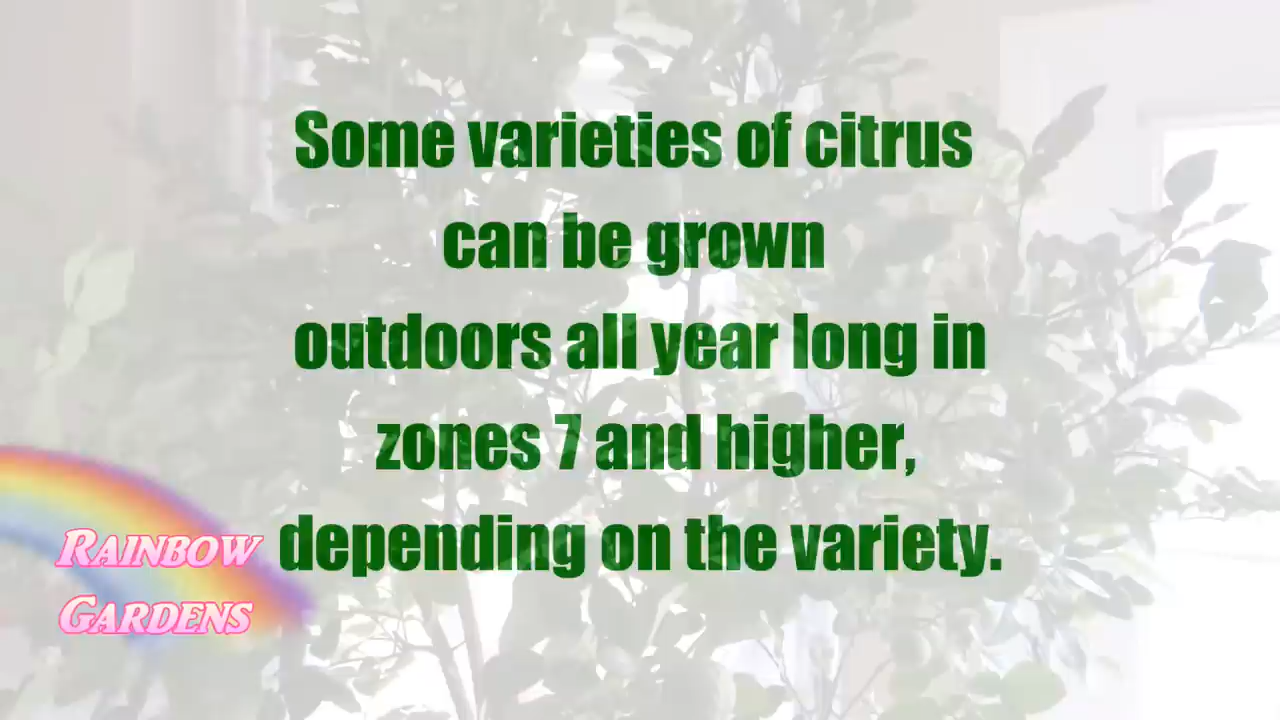 Some varieties of citrus
can be grown
outdoors all year long in
zones 7 and higher,
depending on the variety.
Rainbow
Gardens